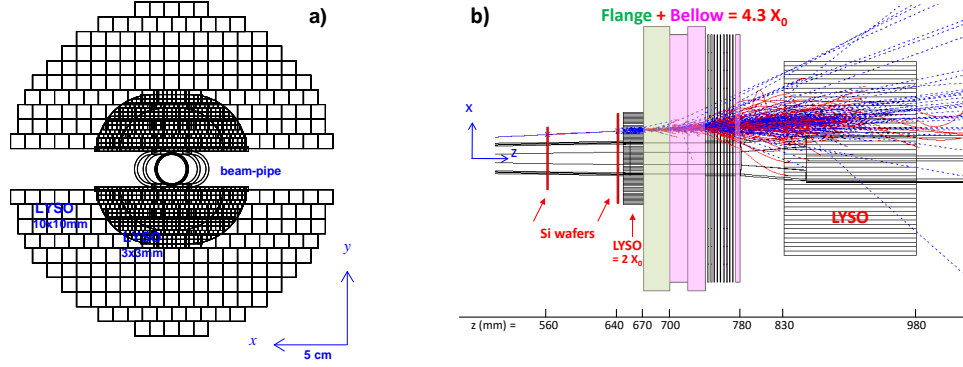 a)
beam-pipe
LYSO
10x10mm
LYSO
3x3mm
y
x
5 cm
b)
Flange + Bellow = 4.3 X0
X
Z
Si wafers
LYSO
= 2 X0
LYSO
z (mm) =
560
640
670
700
780
830
980